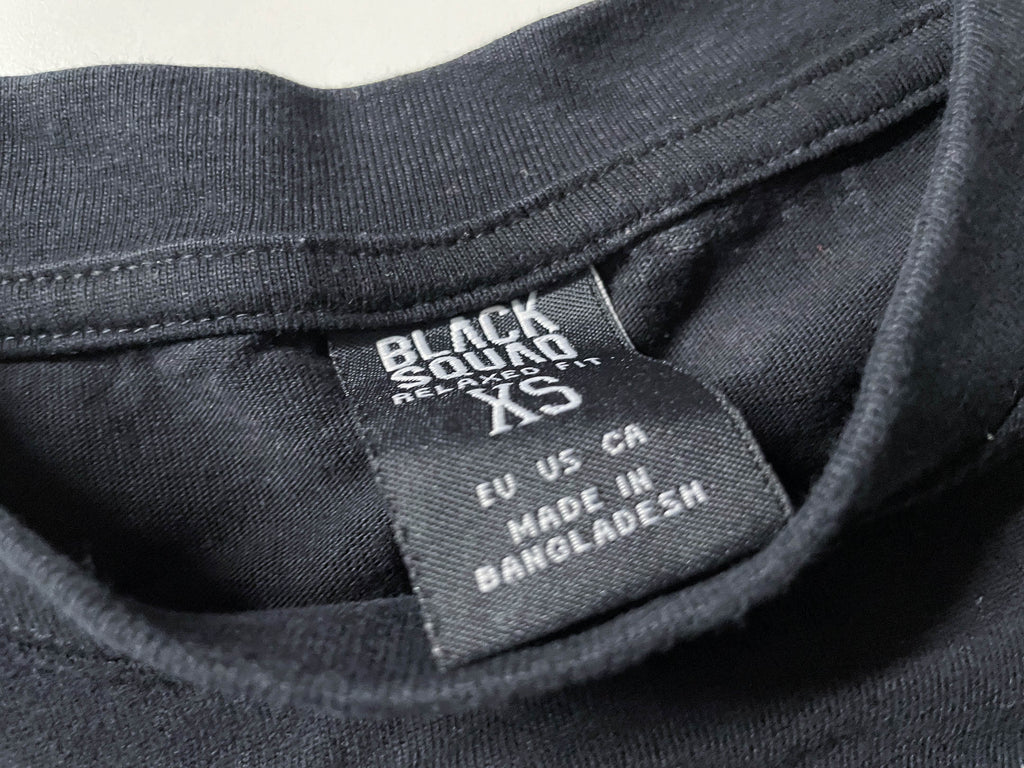 BLACK
SQUAD
RELAXED FIT
XS
EU US CA
MADE IN
BANGLADESH